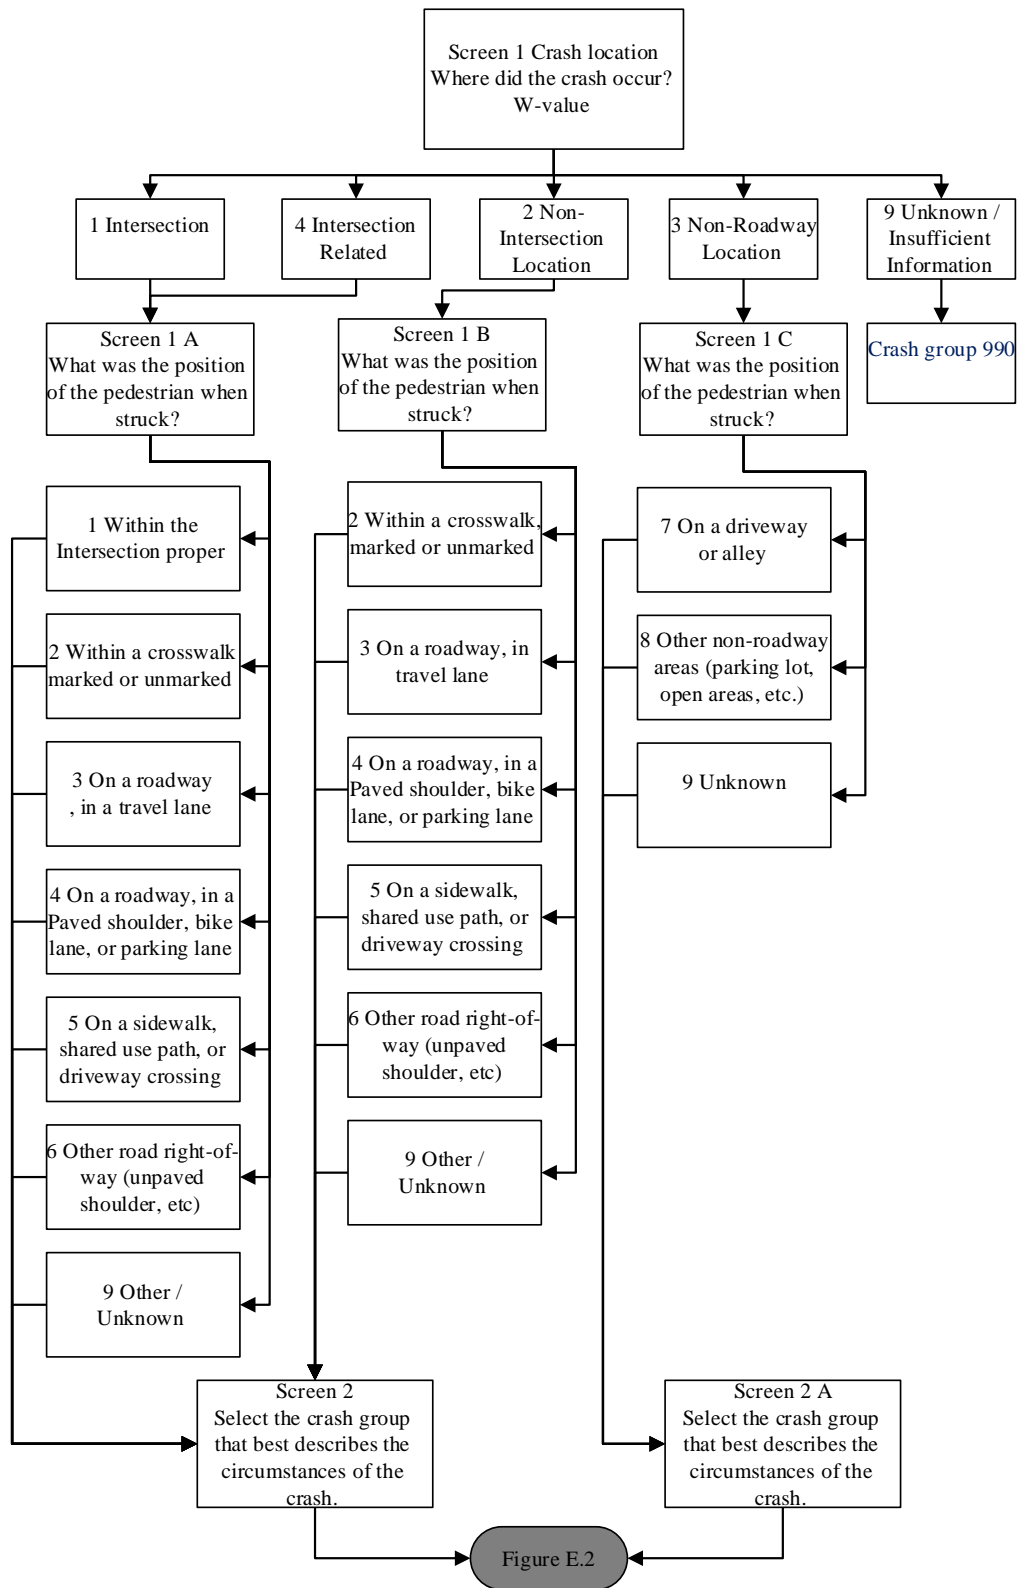 Screen 1 Crash location
Where did the crash occur?
W-value
1 Intersection
4 Intersection
Related
2 Non-
Intersection
Location
3 Non-Roadway
Location
9 Unknown /
Insufficient
Information
Screen 1 A
What was the position
of the pedestrian when
struck?
Screen 1 B
What was the position
of the pedestrian when
struck?
Screen 1 C
What was the position
of the pedestrian when
struck?
Crash group 990
1 Within the
Intersection proper
2 Within a crosswalk
marked or unmarked
3 On a roadway
, in a travel lane
4 On a roadway, in a
Paved shoulder, bike
lane, or parking lane
5 On a sidewalk,
shared use path, or
driveway crossing
6 Other road right-of-
way (unpaved
shoulder, etc)
9 Other /
Unknown
2 Within a crosswalk,
marked or unmarked
3 On a roadway, in
travel lane
4 On a roadway, in a
Paved shoulder, bike
lane, or parking lane
5 On a sidewalk,
shared use path, or
driveway crossing
6 Other road right-of-
way (unpaved
shoulder, etc)
9 Other /
Unknown
7 On a driveway
or alley
8 Other non-roadway
areas (parking lot,
open areas, etc.)
9 Unknown
Screen 2
Select the crash group
that best describes the
circumstances of the
crash.
Screen 2 A
Select the crash group
that best describes the
circumstances of the
crash.
Figure E.2